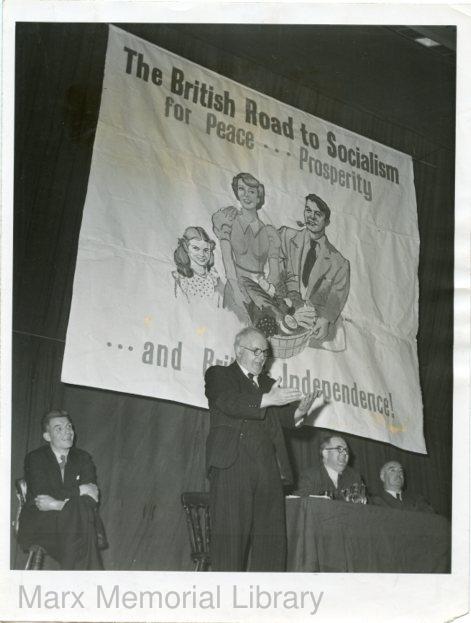 The British Road to Socialism
for Peace ... Prosperity
... and Independence!
Marx Memorial Library